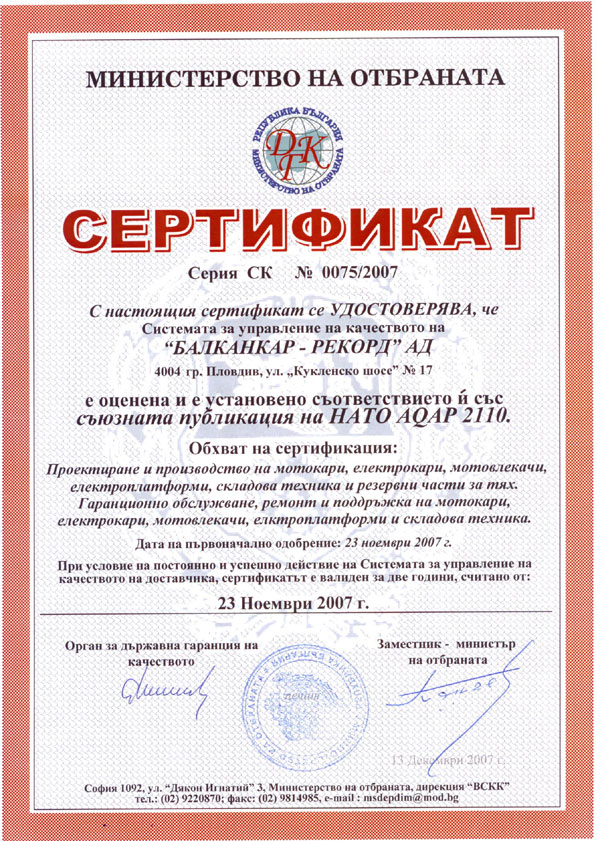 МИНИСТЕРСТВО НА ОТБРАНАТА
РЕПУБЛИКА БЪЛГАРИЯ
ДГК
МИНИСТЕРСТВО НА ОТБРАНАТА
СЕРТИФИКАТ
Серия СК № 0075/2007
С настоящия сертификат се УДОСТОВЕРЯВА, че
Системата за управление на качеството на
“БАЛКАНКАР - РЕКОРД” АД
4004 гр. Пловдив, ул. „Кукленско шосе” № 17
е оценена и е установено съответствието ѝ със
съюзната публикация на НАТО AQAP 2110.
Обхват на сертификация:
Проектиране и производство на мотокари, електрокари, мотовлекачи,
електроплатформи, складова техника и резервни части за тях.
Гаранционно обслужване, ремонт и поддръжка на мотокари,
електрокари, мотовлекачи, елктроплатформи и складова техника.
Дата на първоначално одобрение: 23 ноември 2007 г.
При условие на постоянно и успешно действие на Системата за управление на
качеството на доставчика, сертификатът е валиден за две години, считано от:
23 Ноември 2007 г.
Орган за държавна гаранция на
качеството
Заместник - министър
на отбраната
13 Декември 2007 г.
София 1092, ул. “Дякон Игнатий” 3, Министерство на отбраната, дирекция “ВСКК”
тел.: (02) 9220870; факс: (02) 9814985, e-mail : msdepdim@mod.bg